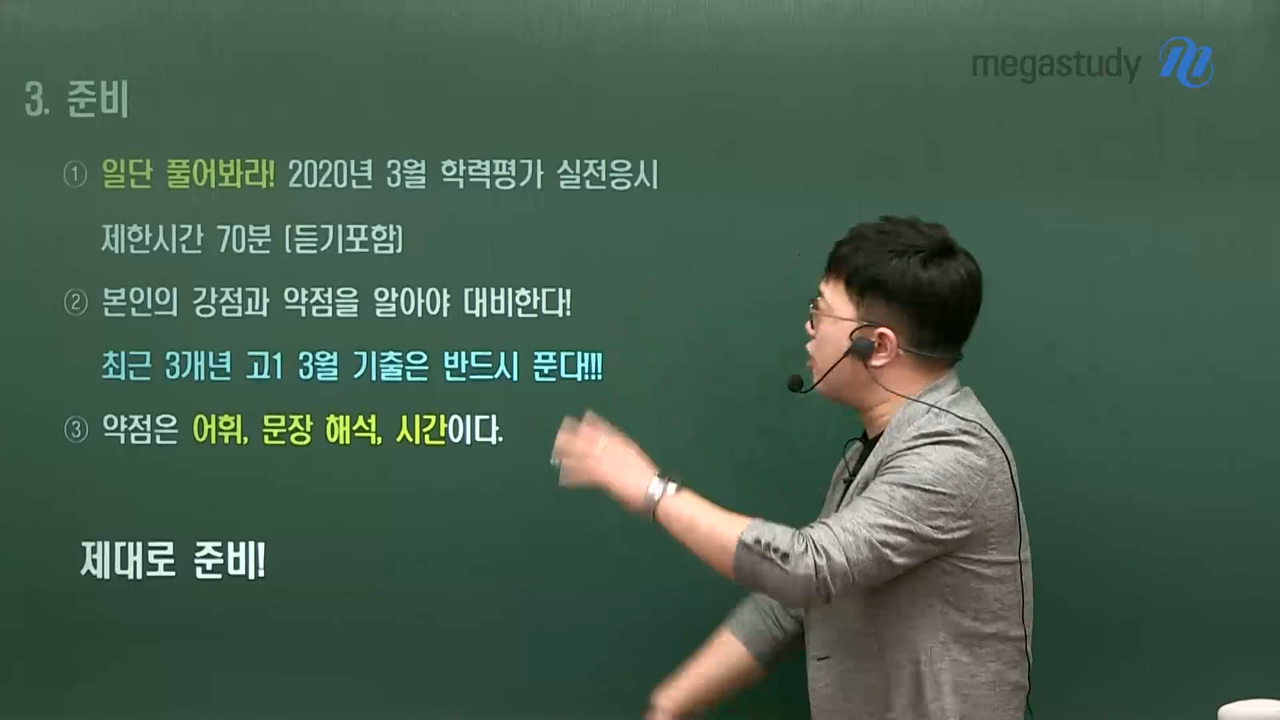 megastudy
3. 준비
① 일단 풀어봐라! 2020년 3월 학력평가 실전응시
제한시간 70분 (듣기포함)
② 본인의 강점과 약점을 알아야 대비한다!
최근 3개년 고1 3월 기출은 반드시 푼다!!!
③ 약점은 어휘, 문장 해석, 시간이다.
제대로 준비!